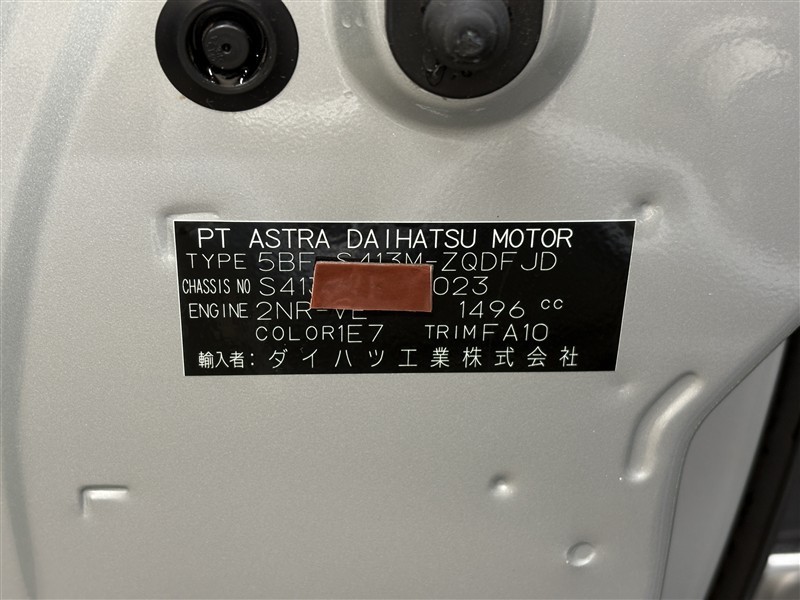 PT ASTRA DAIHATSU MOTOR
TYPE 5BF-S413M-ZQDFJD
CHASSIS NO S413 023
ENGINE 2NR-VE 1496 cc
COLOR 1E7 TRIM FA10
輸入者: ダイハツ工業株式会社